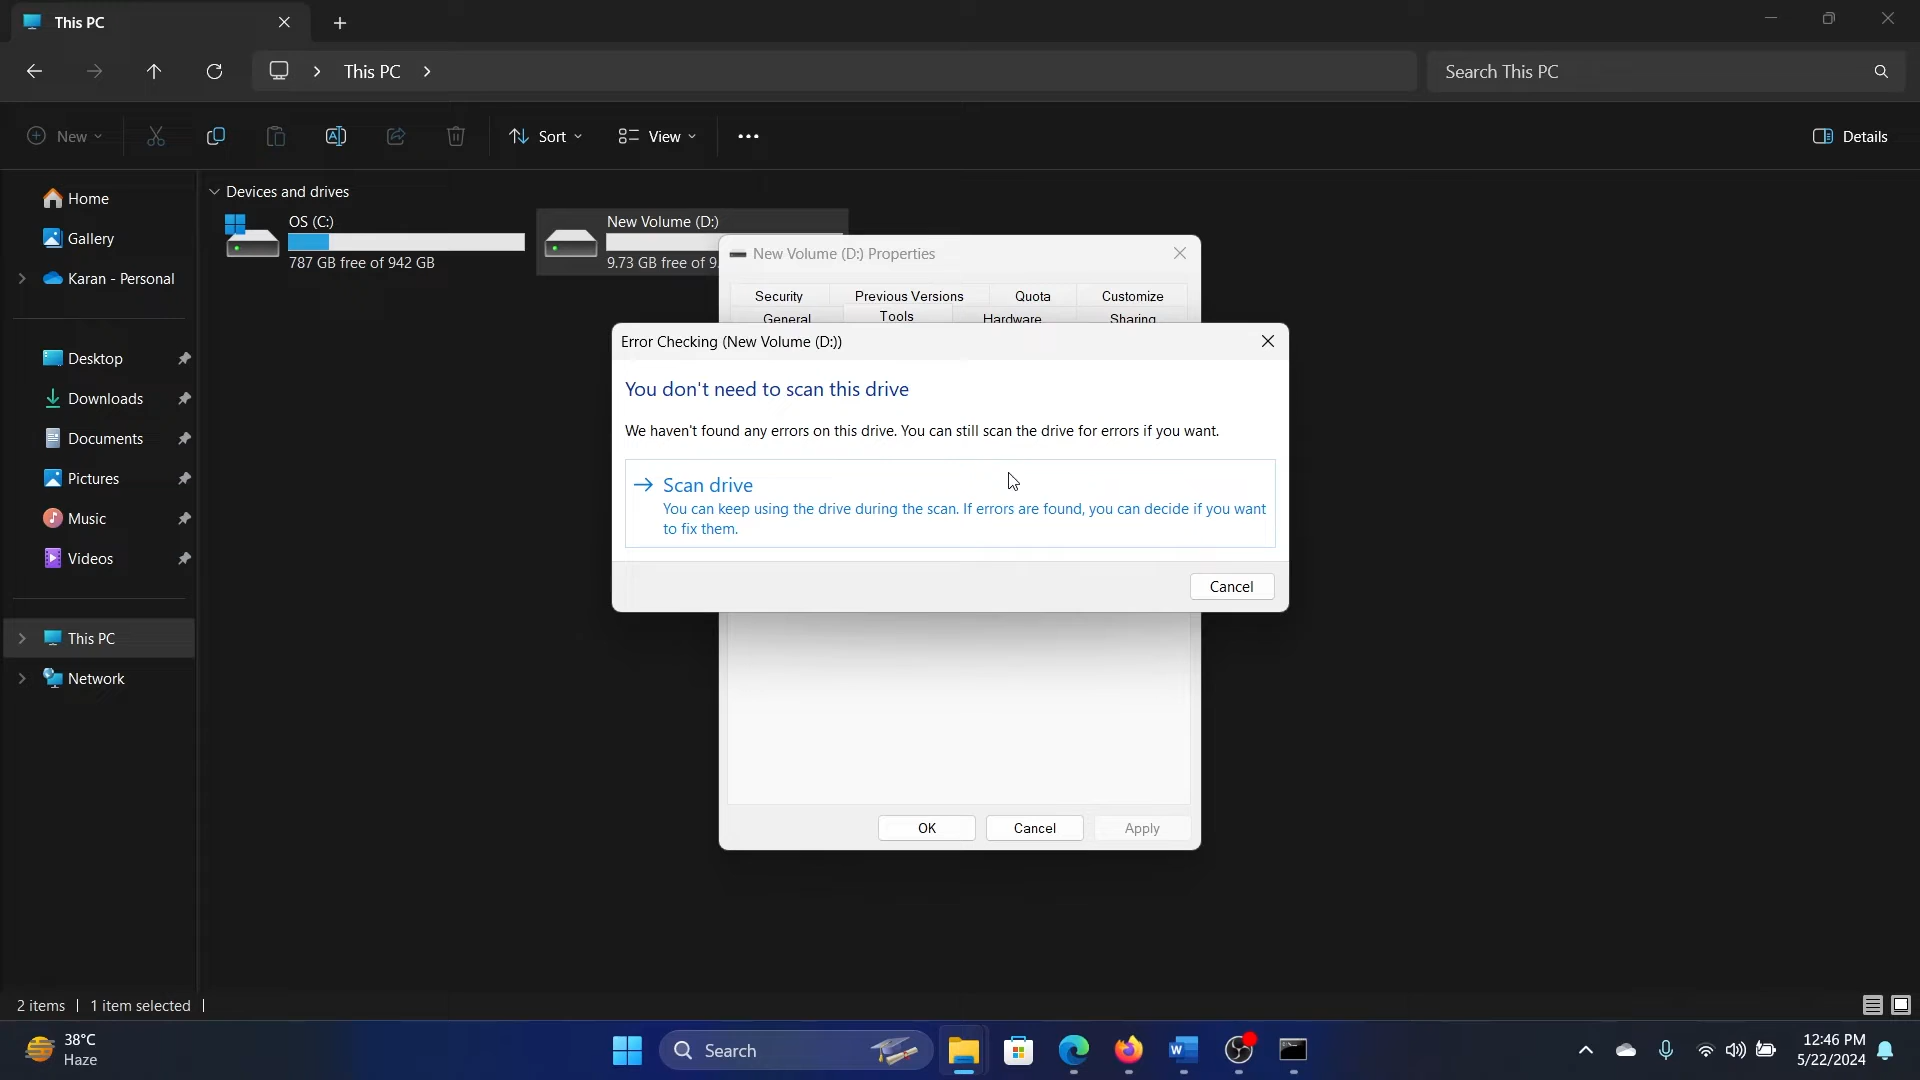 This PC
This PC
Search This PC
New
Sort
View
Details
Home
Gallery
Karan - Personal
Desktop
Downloads
Documents
Pictures
Music
Videos
This PC
Network
Devices and drives
OS (C:)
787 GB free of 942 GB
New Volume (D:)
9.73 GB free of 9.
New Volume (D:) Properties
Security
Previous Versions
Quota
Customize
General
Tools
Hardware
Sharing
Error Checking (New Volume (D:))
You don't need to scan this drive
We haven't found any errors on this drive. You can still scan the drive for errors if you want.
Scan drive
You can keep using the drive during the scan. If errors are found, you can decide if you want
to fix them.
Cancel
OK
Cancel
Apply
2 items
1 item selected
38°C
Haze
Search
12:46 PM
5/22/2024